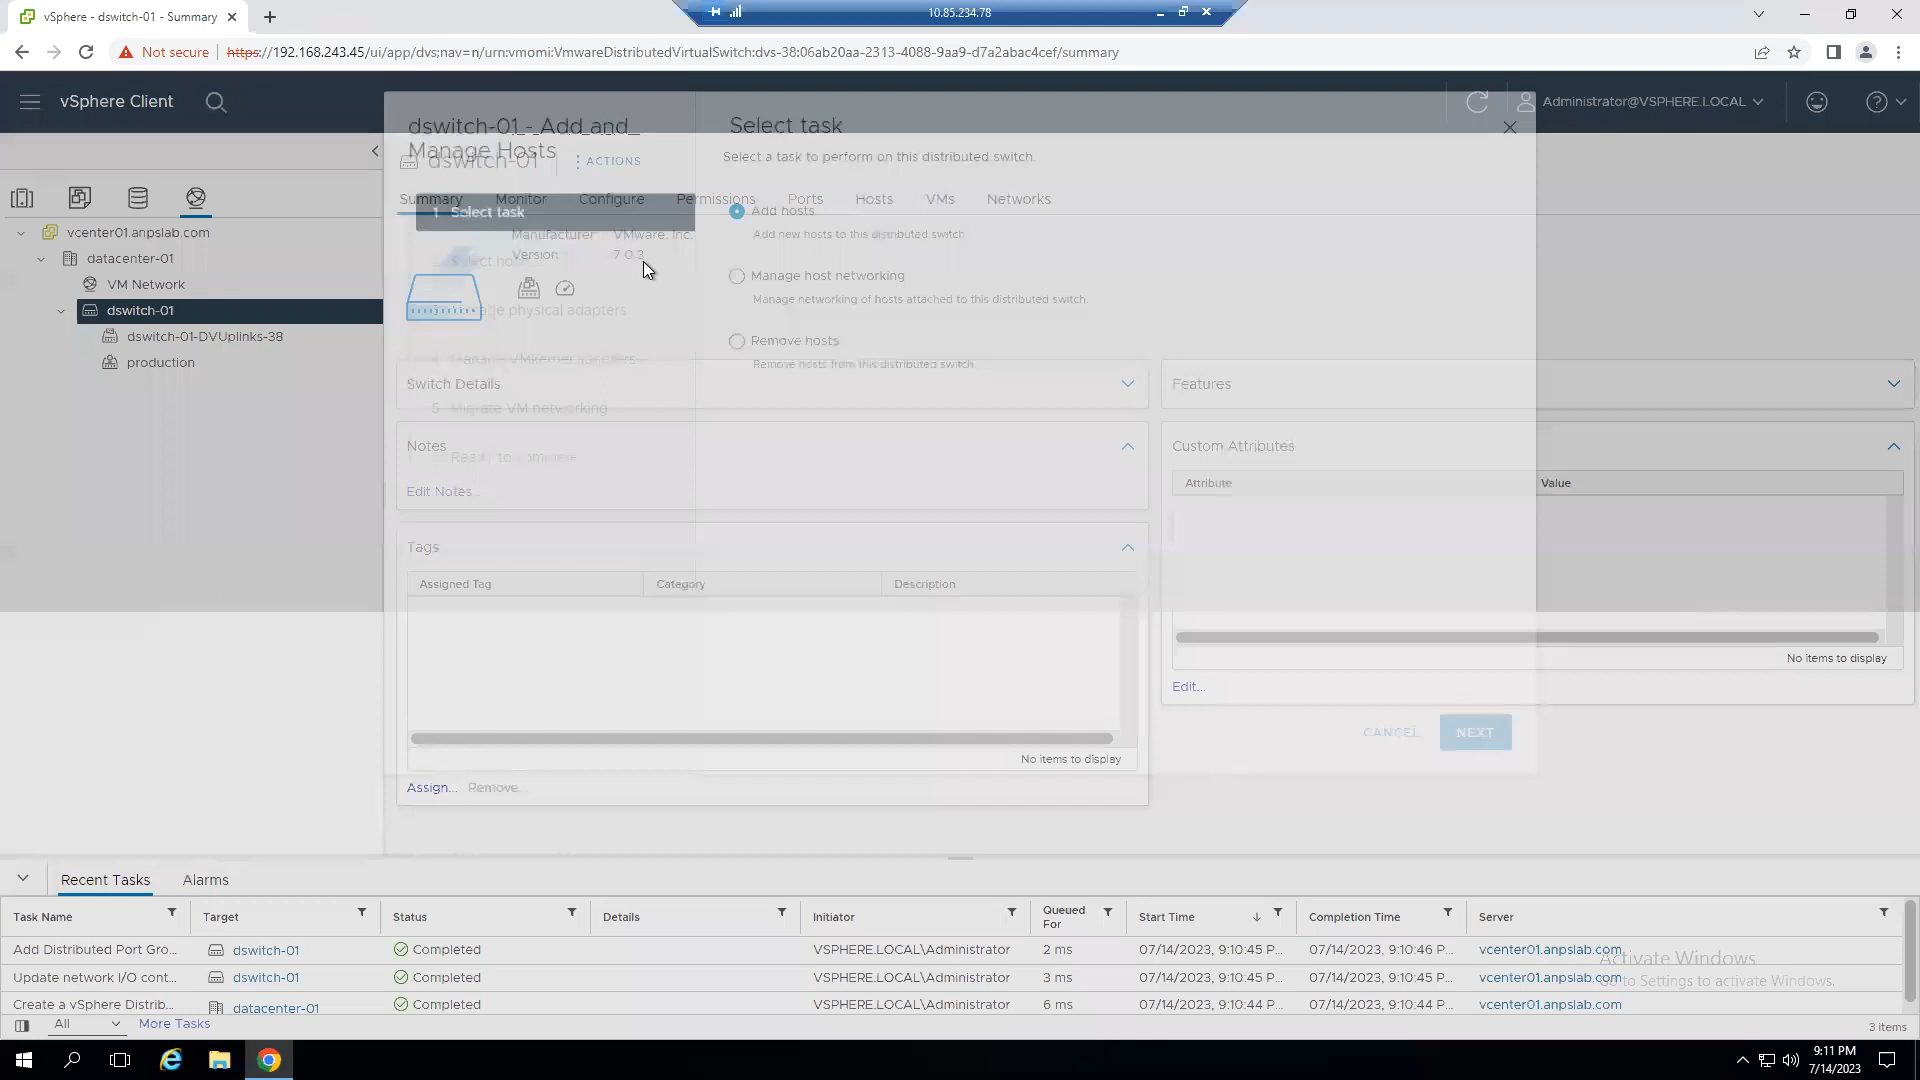 vSphere - dswitch-01 - Summary
10.85.234.78
Not secure
https://192.168.243.45/ui/app/dvs;nav=n/urn:vmomi:VmwareDistributedVirtualSwitch:dvs-38:06ab20aa-2313-4088-9aa9-d7a2abac4cef/summary
vSphere Client
Administrator@VSPHERE.LOCAL
dswitch-01 - Add and
Manage Hosts
Select task
Select a task to perform on this distributed switch.
dswitch-01
ACTIONS
Summary Monitor Configure Permissions Ports Hosts VMs Networks
1 Select task
Add hosts
Add new hosts to this distributed switch
Manage host networking
Manage networking of hosts attached to this distributed switch.
Remove hosts
Remove hosts from this distributed switch
vcenter01.anpslab.com
datacenter-01
VM Network
dswitch-01
dswitch-01-DVUplinks-38
production
Manufacturer VMware, Inc.
Version 7.0.3
physical adapters
4 Manage VMkernel adapters
5 Migrate VM networking
Ready to complete
Switch Details
Features
Notes
Edit Notes...
Custom Attributes
Attribute Value
No items to display
Edit...
Tags
Assigned Tag Category Description
No items to display
Assign... Remove...
CANCEL NEXT
Recent Tasks Alarms
Task Name Target Status Details Initiator Queued For Start Time Completion Time Server
Add Distributed Port Gro... dswitch-01 Completed VSPHERE.LOCAL\Administrator 2 ms 07/14/2023, 9:10:45 P... 07/14/2023, 9:10:46 P... vcenter01.anpslab.com
Update network I/O cont... dswitch-01 Completed VSPHERE.LOCAL\Administrator 3 ms 07/14/2023, 9:10:45 P... 07/14/2023, 9:10:45 P... vcenter01.anpslab.com
Create a vSphere Distrib... datacenter-01 Completed VSPHERE.LOCAL\Administrator 6 ms 07/14/2023, 9:10:44 P... 07/14/2023, 9:10:44 P... vcenter01.anpslab.com
Activate Windows
Go to Settings to activate Windows.
All More Tasks
3 items
9:11 PM
7/14/2023